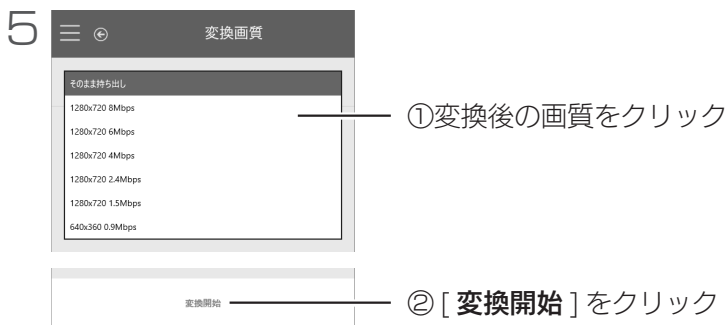 5
変換画質
そのまま持ち出し
1280x720 8Mbps
1280x720 6Mbps
1280x720 4Mbps
1280x720 2.4Mbps
1280x720 1.5Mbps
640x360 0.9Mbps
①変換後の画質をクリック
変換開始
②[変換開始]をクリック